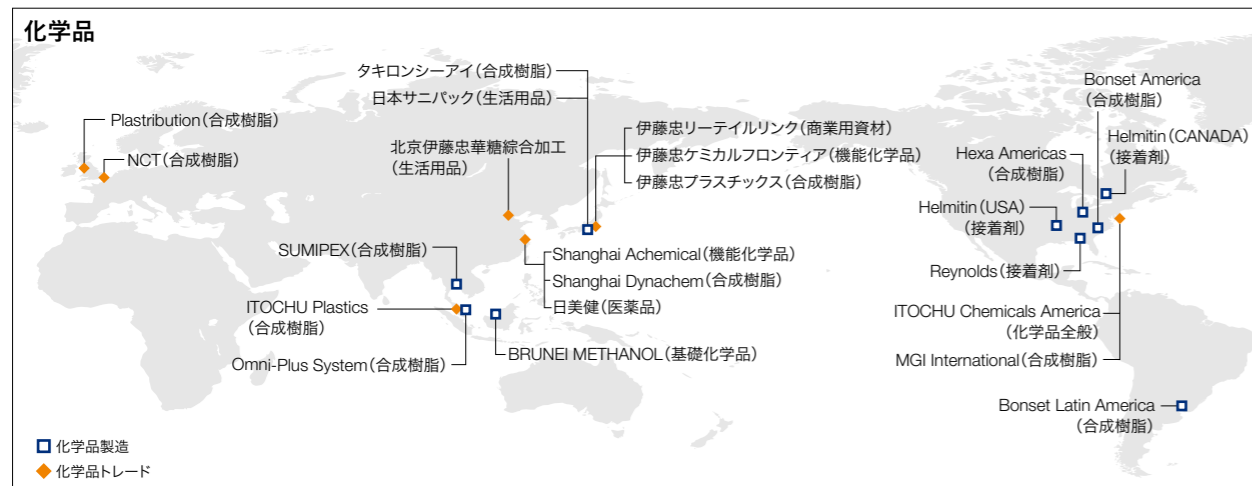 化学品
タキロンシーアイ(合成樹脂)
日本サニパック(生活用品)
Plastribution(合成樹脂)
NCT(合成樹脂)
北京伊藤忠華糖綜合加工
(生活用品)
伊藤忠リーテイルリンク(商業用資材)
伊藤忠ケミカルフロンティア(機能化学品)
伊藤忠プラスチックス(合成樹脂)
Bonset America
(合成樹脂)
Helmitin(CANADA)
(接着剤)
Hexa Americas
(合成樹脂)
Helmitin(USA)
(接着剤)
Reynolds(接着剤)
SUMIPEX(合成樹脂)
Shanghai Achemical(機能化学品)
Shanghai Dynachem(合成樹脂)
日美健(医薬品)
ITOCHU Plastics
(合成樹脂)
Omni-Plus System(合成樹脂)
BRUNEI METHANOL(基礎化学品)
ITOCHU Chemicals America
(化学品全般)
MGI International(合成樹脂)
Bonset Latin America
(合成樹脂)
化学品製造
化学品トレード